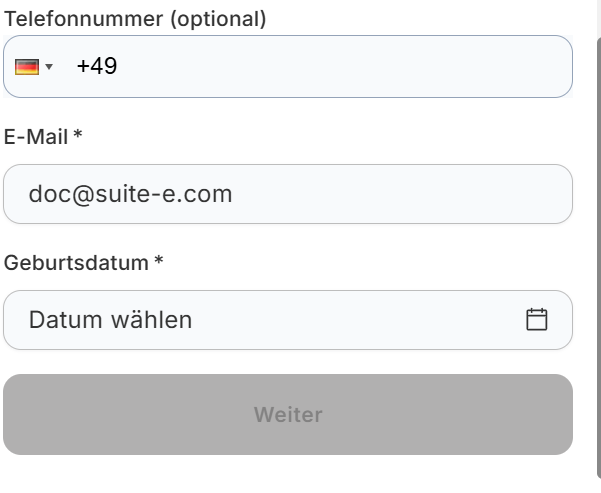 Telefonnummer (optional)
+49
E-Mail *
doc@suite-e.com
Geburtsdatum *
Datum wählen
Weiter